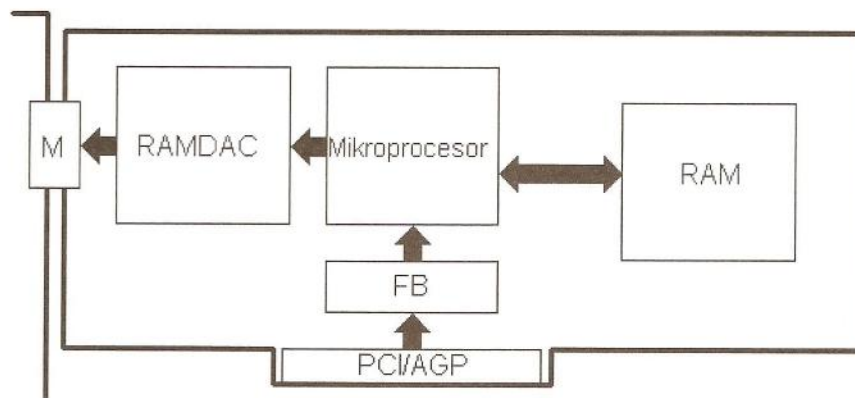 M
RAMDAC
Mikroprocesor
RAM
FB
PCI/AGP